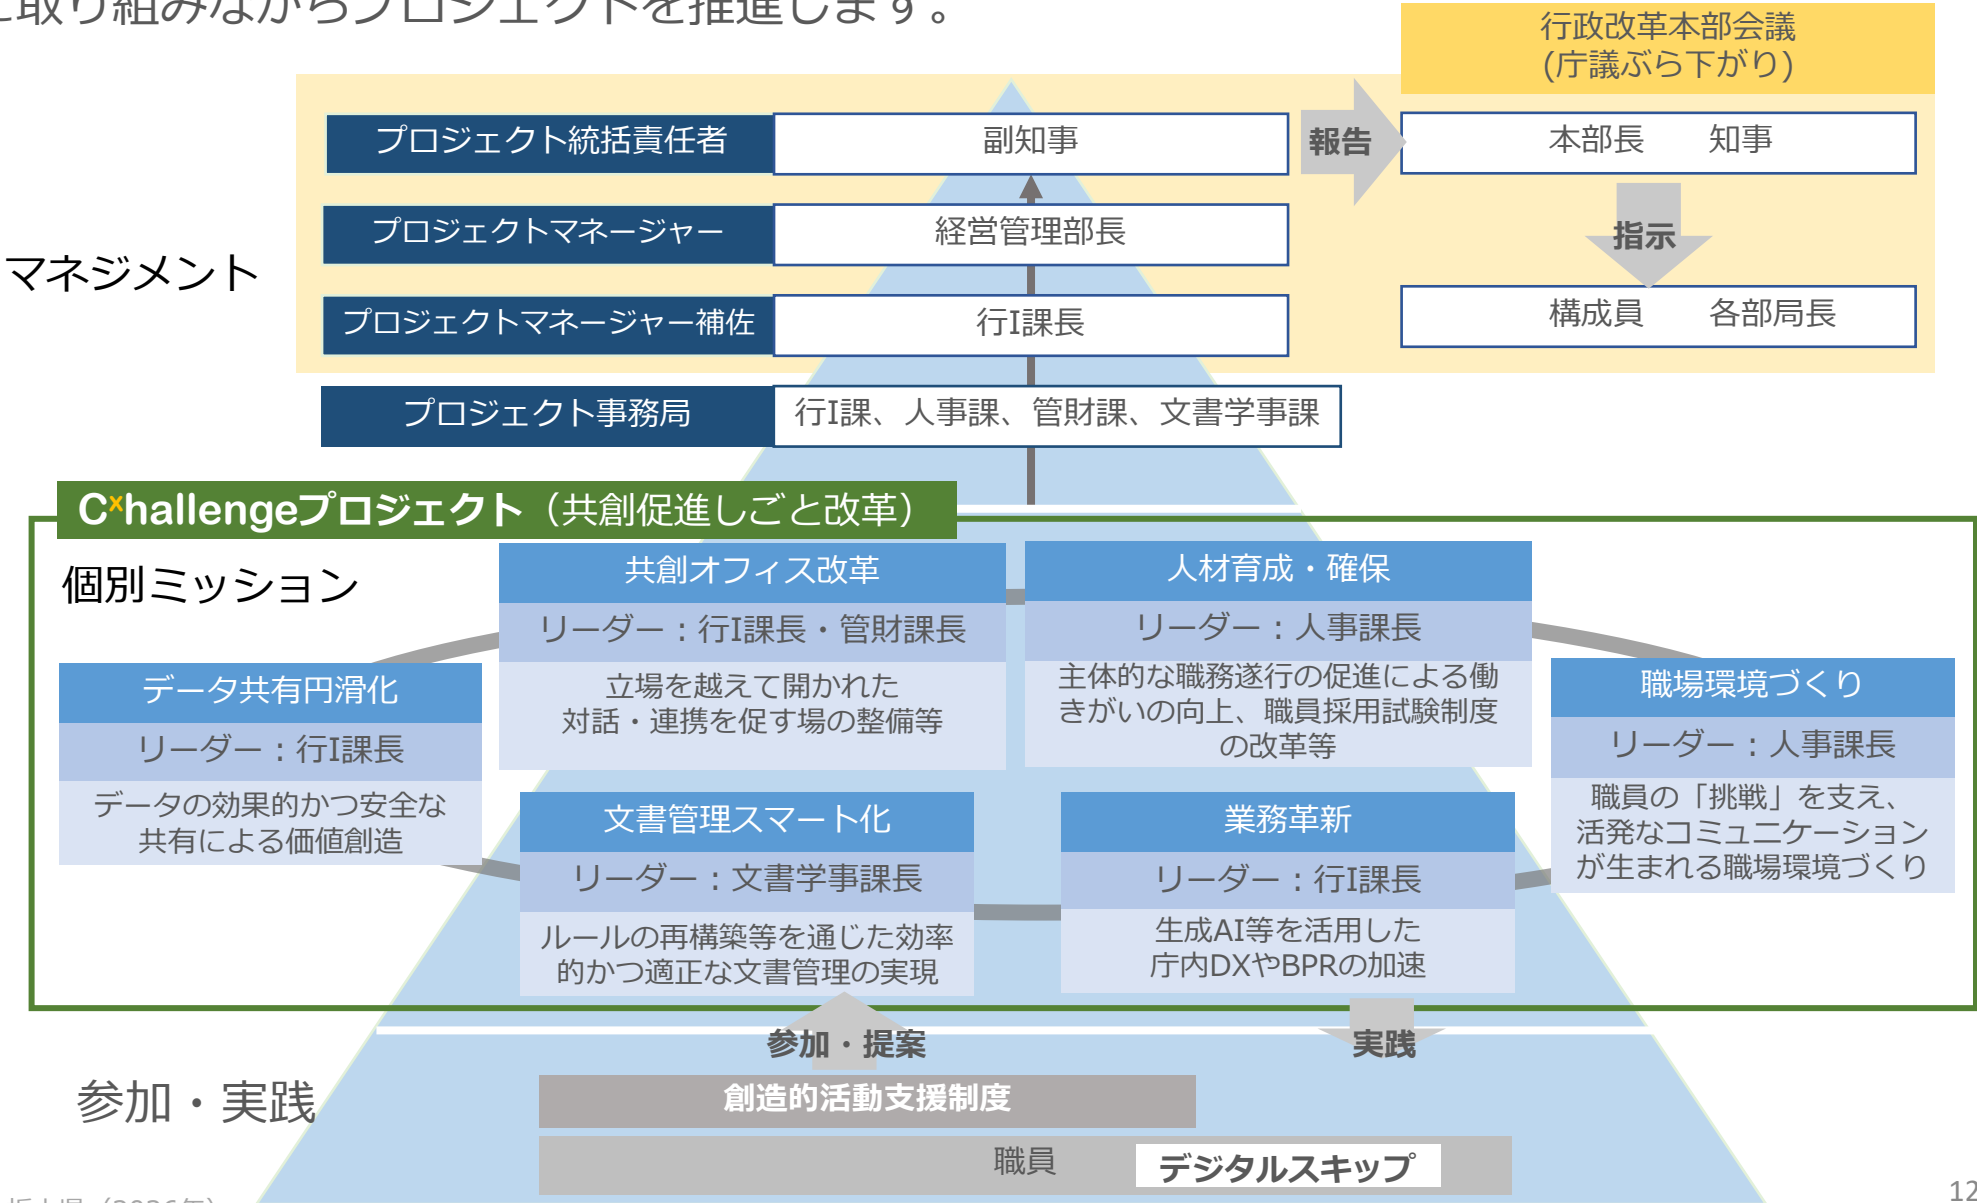 に取り組みながらプロジェクトを推進します。
行政改革本部会議
(庁議ぶら下がり)
プロジェクト統括責任者
副知事
報告
本部長 知事
プロジェクトマネージャー
経営管理部長
指示
マネジメント
プロジェクトマネージャー補佐
行I課長
構成員 各部局長
プロジェクト事務局
行I課、人事課、管財課、文書学事課
Cxhallengeプロジェクト（共創促進しごと改革）
個別ミッション
共創オフィス改革
リーダー：行I課長・管財課長
立場を越えて開かれた
対話・連携を促す場の整備等
人材育成・確保
リーダー：人事課長
主体的な職務遂行の促進による働
きがいの向上、職員採用試験制度
の改革等
データ共有円滑化
リーダー：行I課長
データの効果的かつ安全な
共有による価値創造
職場環境づくり
リーダー：人事課長
職員の「挑戦」を支え、
活発なコミュニケーション
が生まれる職場環境づくり
文書管理スマート化
リーダー：文書学事課長
ルールの再構築等を通じた効率
的かつ適正な文書管理の実現
業務革新
リーダー：行I課長
生成AI等を活用した
庁内DXやBPRの加速
参加・提案
実践
参加・実践
創造的活動支援制度
職員
デジタルスキップ
12